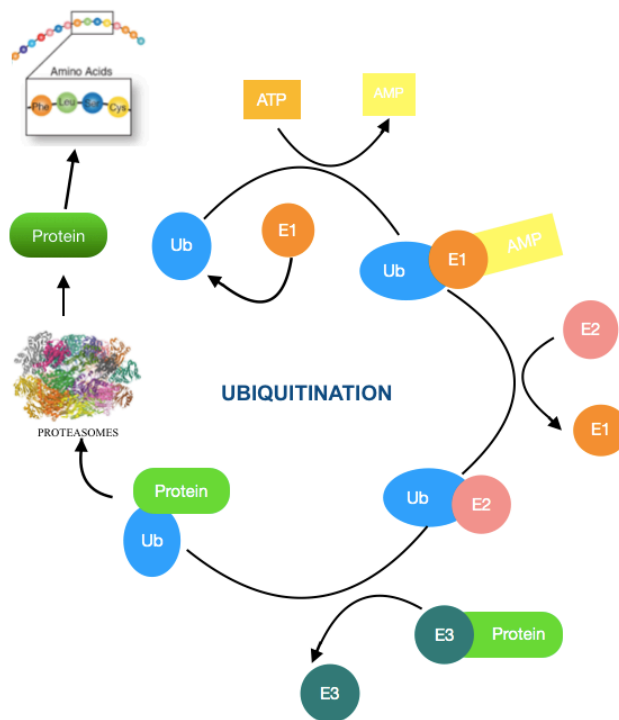 Amino Acids
Phe
Leu
Cys
ATP
AMP
Protein
Ub
E1
Ub
E1
AMP
E2
PROTEASOMES
UBIQUITINATION
E1
Protein
Ub
Ub
E2
E3
Protein
E3